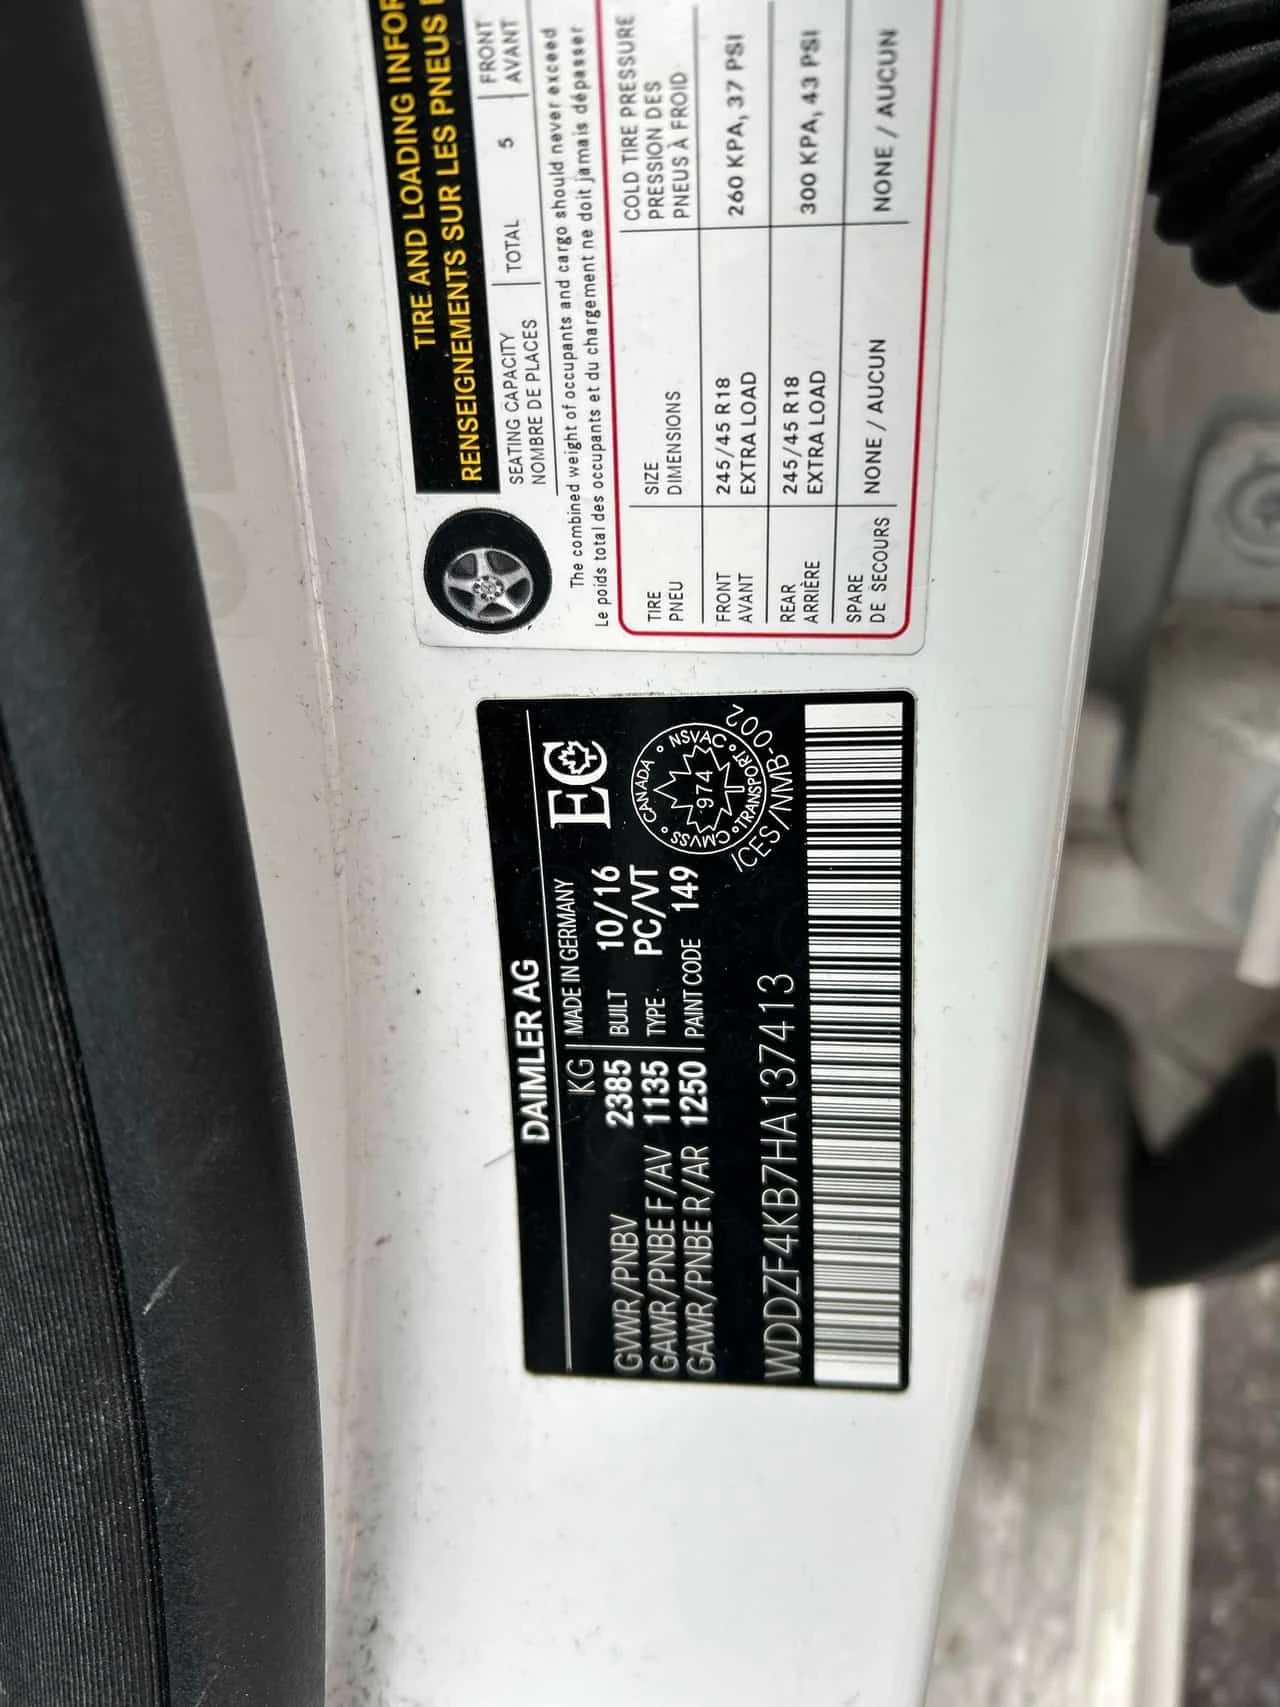 TIRE AND LOADING INFOR
RENSEIGNEMENTS SUR LES PNEUS
SEATING CAPACITY
NOMBRE DE PLACES
TOTAL 5
FRONT
AVANT
The combined weight of occupants and cargo should never exceed
Le poids total des occupants et du chargement ne doit jamais dépasser
TIRE
PNEU
SIZE
DIMENSIONS
COLD TIRE PRESSURE
PRESSION DES
PNEUS À FROID
FRONT
AVANT
245/45 R18
EXTRA LOAD
260 KPA, 37 PSI
REAR
ARRIÈRE
245/45 R18
EXTRA LOAD
300 KPA, 43 PSI
SPARE
DE SECOURS
NONE / AUCUN
NONE / AUCUN
DAIMLER AG
KG MADE IN GERMANY
GVWR/PNBV 2385 BUILT 10/16
GAWR/PNBE F/AV 1135 TYPE PC/VT
GAWR/PNBE R/AR 1250 PAINT CODE 149
EC
CANADA • NSVAC • TRANSPORT • CMVSS
974
ICES/NMB-002
WDDZF4KB7HA137413